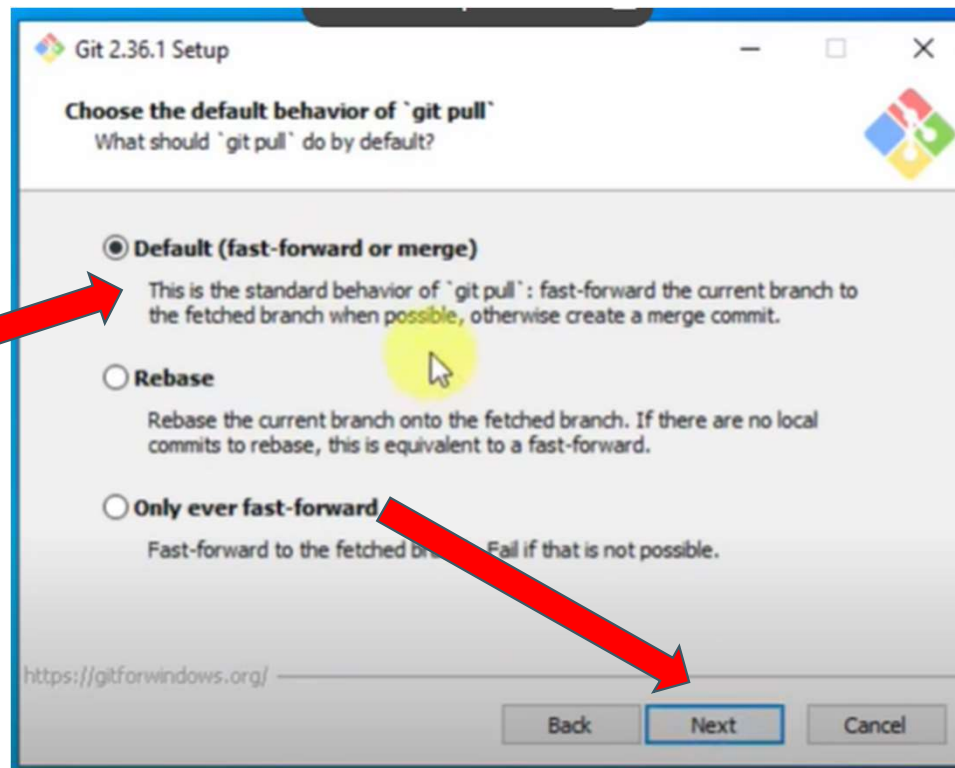 Git 2.36.1 Setup
Choose the default behavior of `git pull`
What should `git pull` do by default?
Default (fast-forward or merge)
This is the standard behavior of `git pull`: fast-forward the current branch to
the fetched branch when possible, otherwise create a merge commit.
Rebase
Rebase the current branch onto the fetched branch. If there are no local
commits to rebase, this is equivalent to a fast-forward.
Only ever fast-forward
Fast-forward to the fetched Fail if that is not possible.
https://gitforwindows.org/
Back Next Cancel